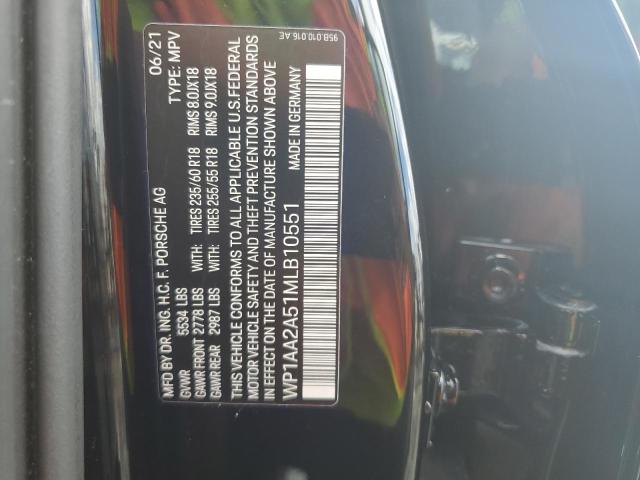 MFD BY DR. ING. H.C. F. PORSCHE AG 06/21
GVWR 5534 LBS TYPE: MPV
GAWR FRONT 2778 LBS WITH: TIRES 235/60 R18 RIMS 8.0JX18
GAWR REAR 2987 LBS WITH: TIRES 255/55 R18 RIMS 9.0JX18
THIS VEHICLE CONFORMS TO ALL APPLICABLE U.S. FEDERAL
MOTOR VEHICLE SAFETY AND THEFT PREVENTION STANDARDS
IN EFFECT ON THE DATE OF MANUFACTURE SHOWN ABOVE
MADE IN GERMANY
WP1AA2A51MLB10551
95B.010.016.AE